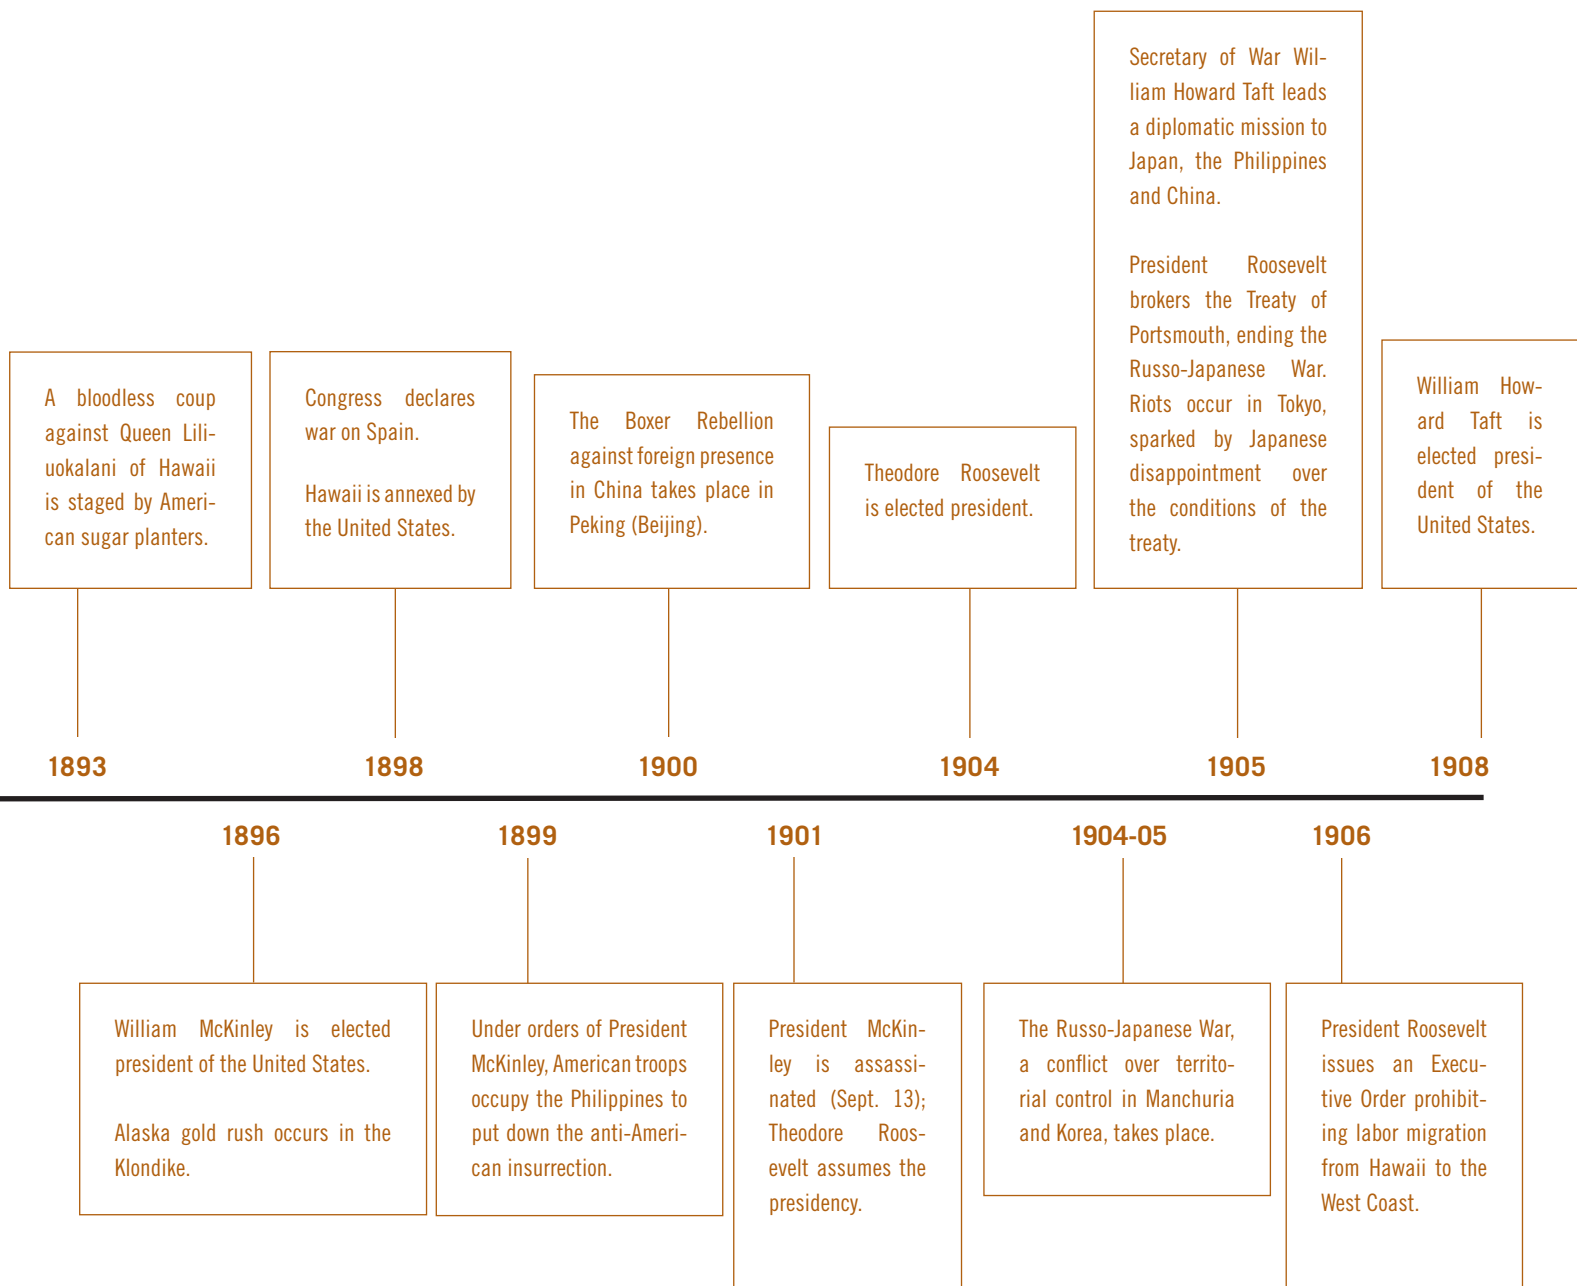 Secretary of War Wil-
liam Howard Taft leads
a diplomatic mission to
Japan, the Philippines
and China.
President Roosevelt
brokers the Treaty of
Portsmouth, ending the
Russo-Japanese War.
Riots occur in Tokyo,
sparked by Japanese
disappointment over
the conditions of the
treaty.
A bloodless coup
against Queen Lili-
uokalani of Hawaii
is staged by Ameri-
can sugar planters.
Congress declares
war on Spain.
Hawaii is annexed by
the United States.
The Boxer Rebellion
against foreign presence
in China takes place in
Peking (Beijing).
Theodore Roosevelt
is elected president.
William How-
ard Taft is
elected presi-
dent of the
United States.
1893
1898
1900
1904
1905
1908
1896
1899
1901
1904-05
1906
William McKinley is elected
president of the United States.
Alaska gold rush occurs in the
Klondike.
Under orders of President
McKinley, American troops
occupy the Philippines to
put down the anti-Ameri-
can insurrection.
President McKin-
ley is assassi-
nated (Sept. 13);
Theodore Roos-
evelt assumes the
presidency.
The Russo-Japanese War,
a conflict over territo-
rial control in Manchuria
and Korea, takes place.
President Roosevelt
issues an Execu-
tive Order prohibit-
ing labor migration
from Hawaii to the
West Coast.